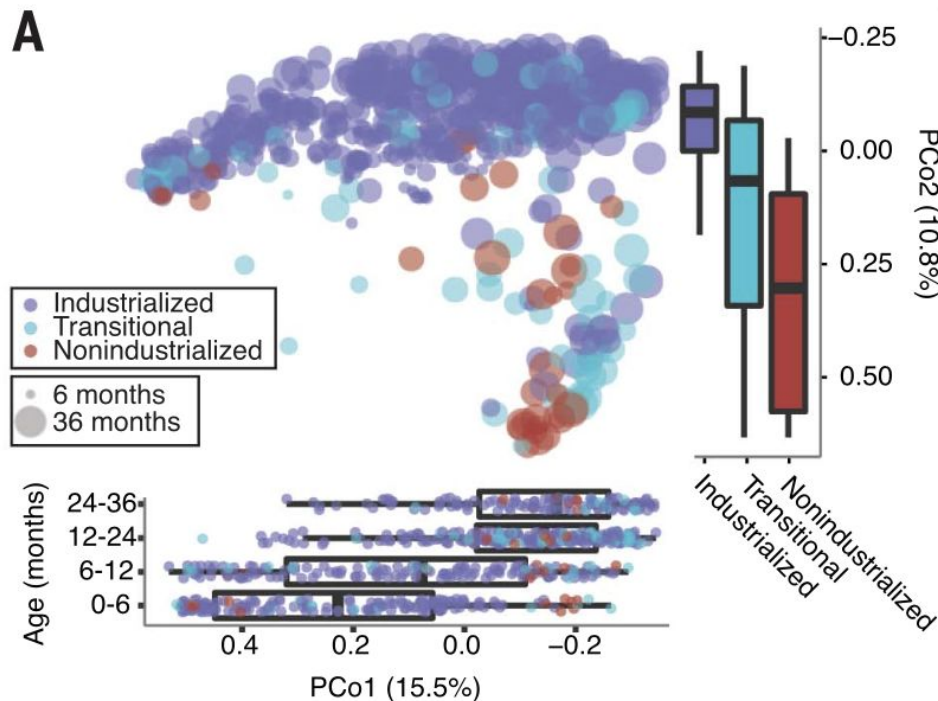 A
−0.25
0.00
0.25
0.50
PCo2 (10.8%)
Industrialized
Transitional
Nonindustrialized
6 months
36 months
Industrialized
Transitional
Nonindustrialized
Age (months)
24-36
12-24
6-12
0-6
0.4 0.2 0.0 −0.2
PCo1 (15.5%)